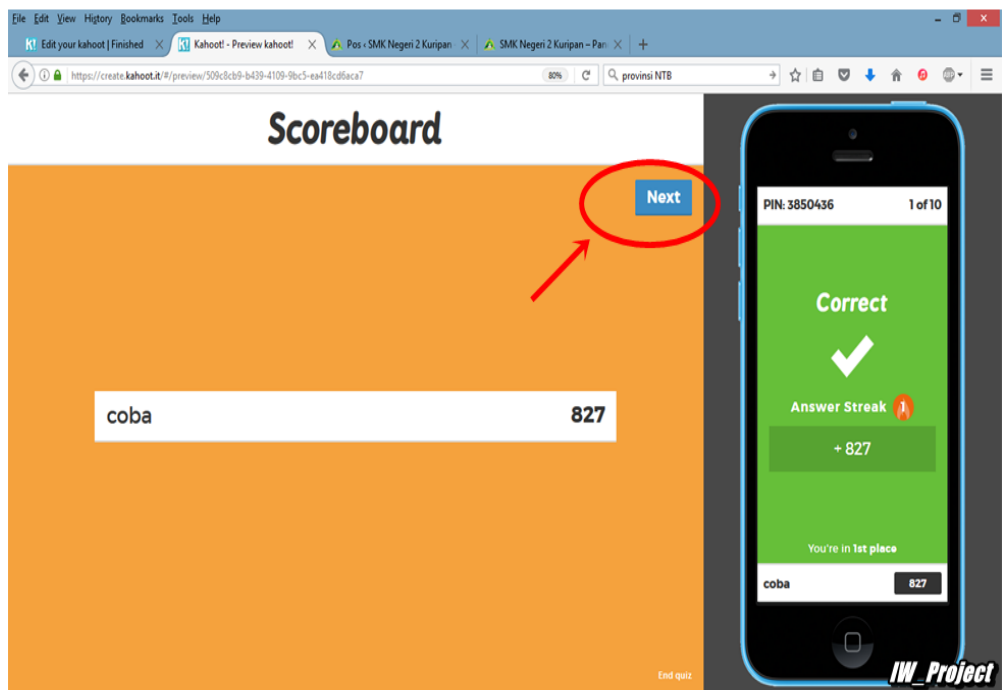 File Edit View History Bookmarks Tools Help
Edit your kahoot | Finished
Kahoot! - Preview kahoot!
Pos ‹ SMK Negeri 2 Kuripan
SMK Negeri 2 Kuripan – Pan
https://create.kahoot.it/#/preview/509c8cb9-b439-4109-9bc5-ea418cd6aca7
80%
provinsi NTB
ABP
Scoreboard
Next
coba 827
End quiz
PIN: 3850436 1 of 10
Correct
Answer Streak 1
+ 827
You're in 1st place
coba 827
IW_Project